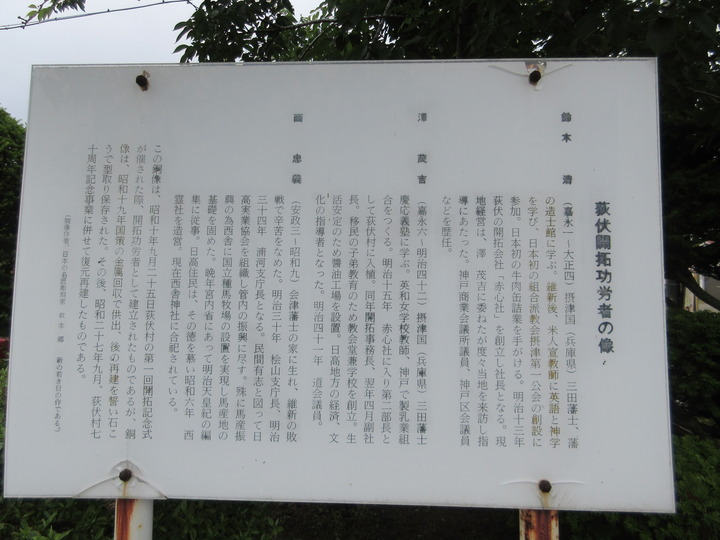 荻伏開拓功労者の像
鈴木 清 (嘉永一~大正四)摂津国(兵庫県)三田藩士、藩
の造士館に学ぶ。維新後、米人宣教師に英語と神学
を学び、日本初の組合派教会摂津第一公会の創設に
参加。日本初の牛肉缶詰業を手がける。明治十三年
荻伏の開拓会社「赤心社」を創立し社長となる。現
地経営は、澤 茂吉に委ねたが度々当地を来訪し指
導にあたった。神戸商業会議所議員、神戸区会議員
などを歴任。
澤 茂吉 (嘉永六~明治四十二)摂津国(兵庫県)三田藩士
慶応義塾に学ぶ。英和女学校教師、神戸で製乳業組
合をつくる。明治十五年 赤心社に入り第二部長と
して荻伏村に入植。同年開拓事務長、翌年四月副社
長。移民の子弟教育のため教会堂兼学校を創立。生
活安定のため醤油工場を設置。日高地方の経済、文
化の指導者となった。明治四十一年 道会議員。
西 忠義 (安政三~昭和九)会津藩士の家に生れ、維新の敗
戦で辛苦をなめた。明治三十年 桧山支庁長、明治
三十四年 浦河支庁長となる。民間有志と図って日
高実業協会を組織し管内の振興に尽す。殊に馬産振
興の為西舎に国立種馬牧場の設置を実現し馬産地の
基礎を固めた。晩年宮内省にあって明治天皇紀の編
集に従事。日高住民は、その徳を慕い昭和六年 西
霊社を造営、現在西舎神社に合祀されている。
この銅像は、昭和十年九月二十五日荻伏村の第一回開拓記念式
が催された際、開拓功労者として建立されたものであるが、銅
像は、昭和十九年国策の金属回収で供出、後の再建を誓い石こ
うで型取り保存された。その後、昭和二十七年九月、荻伏村七
十周年記念事業に併せて復元再建したものである。